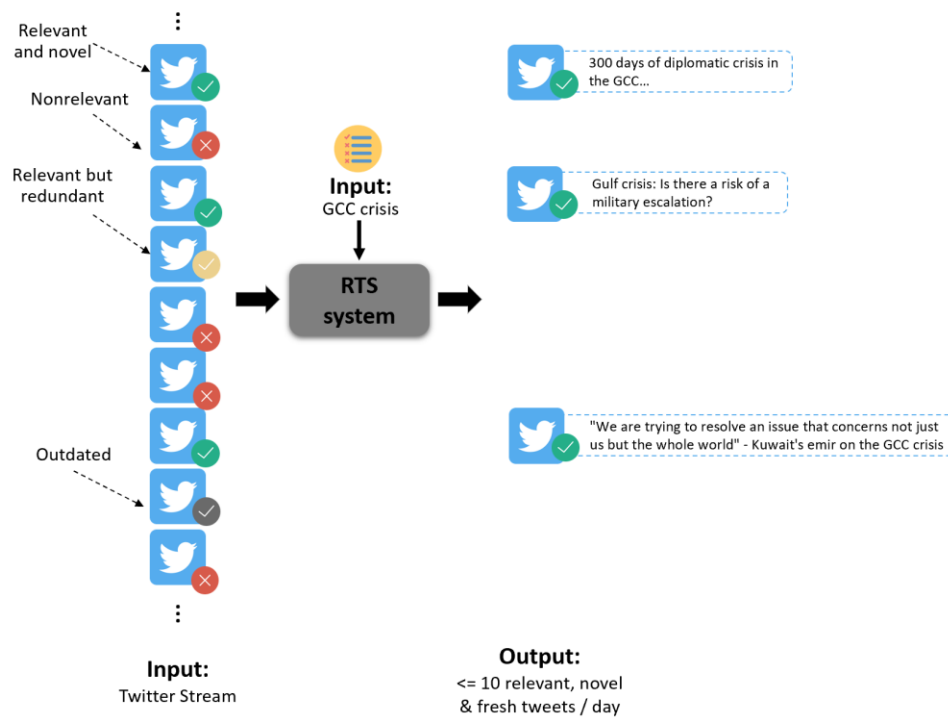 Relevant
and novel
Nonrelevant
Relevant but
redundant
Outdated
Input:
Twitter Stream
Input:
GCC crisis
RTS
system
300 days of diplomatic crisis in
the GCC...
Gulf crisis: Is there a risk of a
military escalation?
"We are trying to resolve an issue that concerns not just
us but the whole world" - Kuwait's emir on the GCC crisis
Output:
<= 10 relevant, novel
& fresh tweets / day